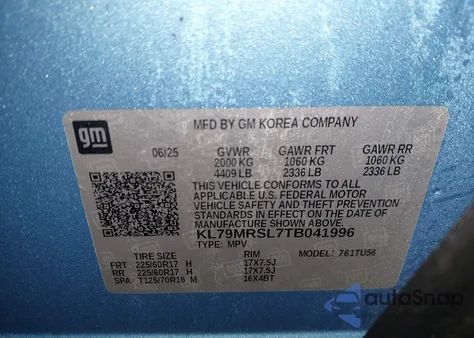 gm
MFD BY GM KOREA COMPANY
06/25 GVWR GAWR FRT GAWR RR
2000 KG 1060 KG 1060 KG
4409 LB 2336 LB 2336 LB
THIS VEHICLE CONFORMS TO ALL
APPLICABLE U.S. FEDERAL MOTOR
VEHICLE SAFETY AND THEFT PREVENTION
STANDARDS IN EFFECT ON THE DATE OF
MANUFACTURE SHOWN ABOVE.
KL79MRSL7TB041996
TYPE: MPV MODEL: 761TU56
TIRE SIZE RIM
FRT 225/60R17 H 17X7.5J
RR 225/60R17 H 17X7.5J
SPA T125/70R16 M 16X4BT
autoSnap